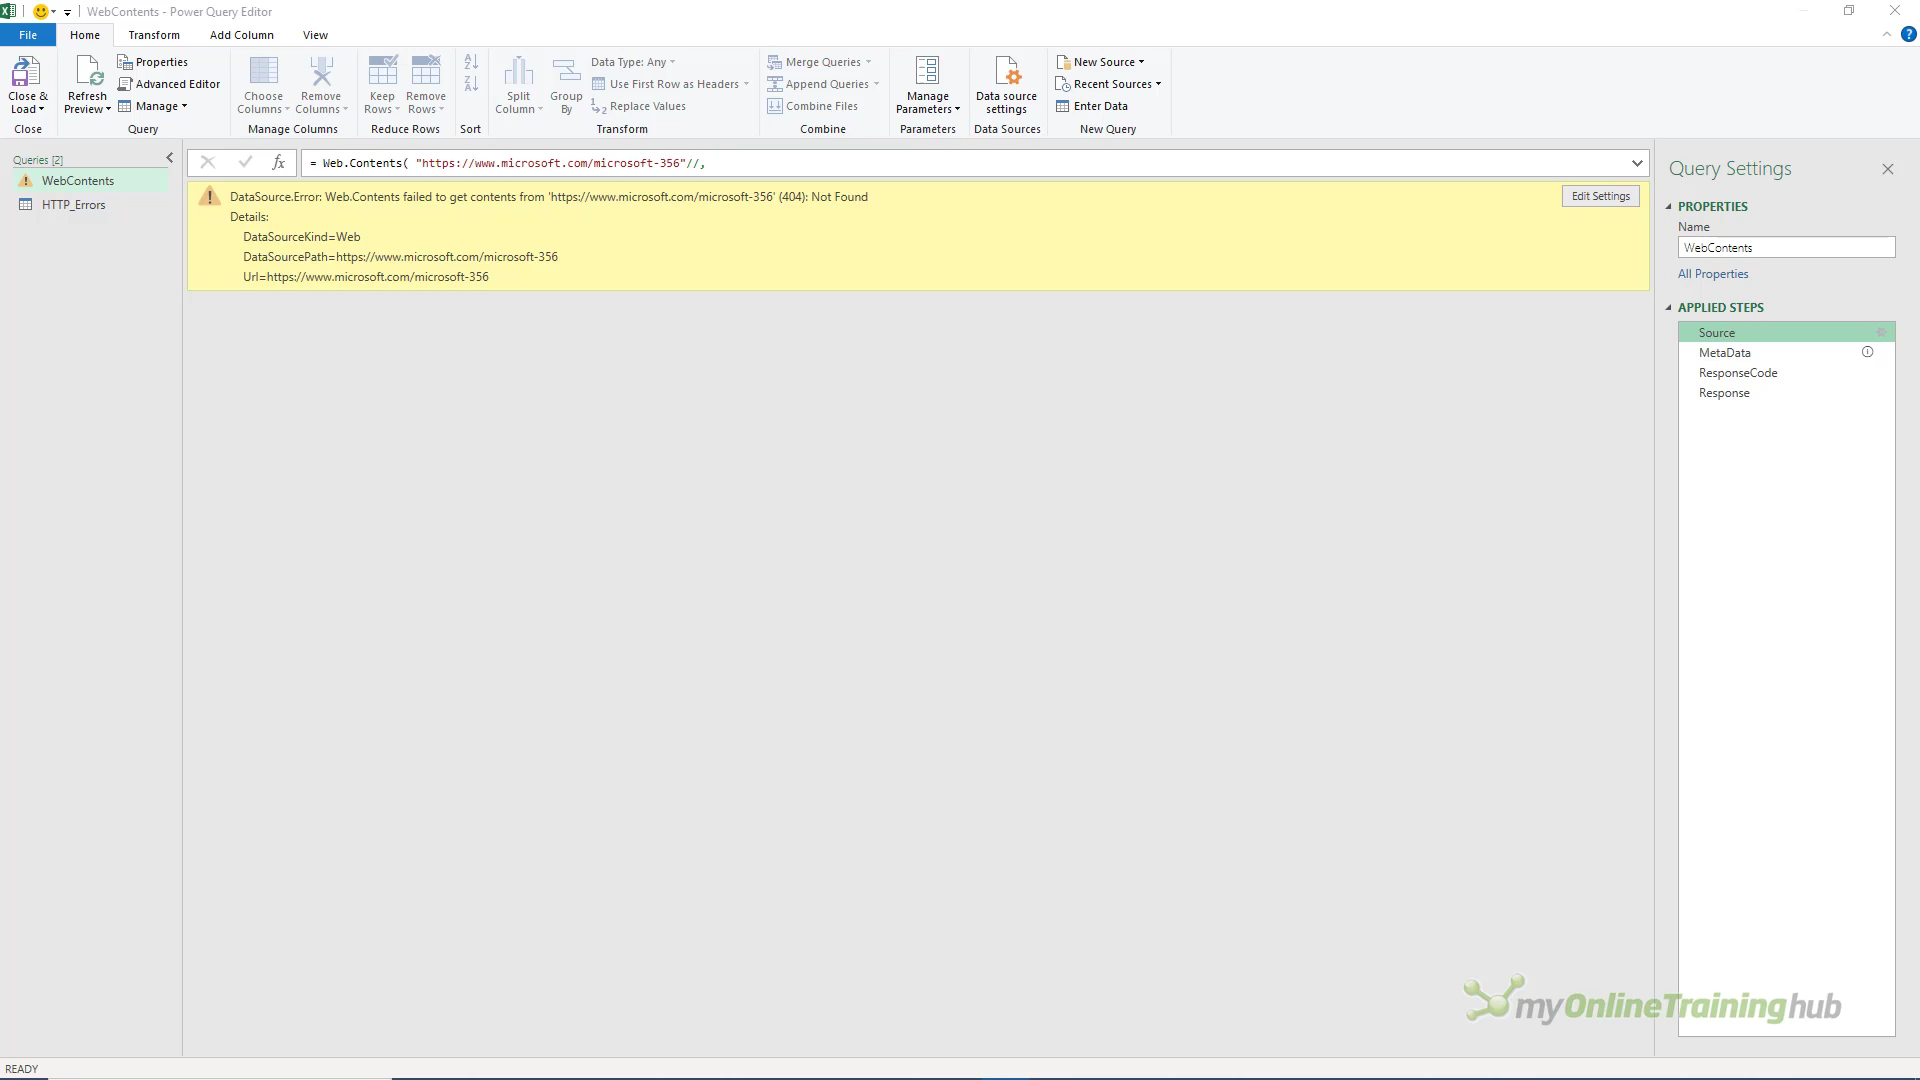 WebContents - Power Query Editor
File Home Transform Add Column View
Close & Load
Close
Refresh Preview
Properties
Advanced Editor
Manage
Query
Choose Columns
Remove Columns
Manage Columns
Keep Rows
Remove Rows
Reduce Rows
Sort
Split Column
Group By
Data Type: Any
Use First Row as Headers
Replace Values
Transform
Merge Queries
Append Queries
Combine Files
Combine
Manage Parameters
Parameters
Data source settings
Data Sources
New Source
Recent Sources
Enter Data
New Query
Queries [2]
WebContents
HTTP_Errors
fx
= Web.Contents( "https://www.microsoft.com/microsoft-356"//,
DataSource.Error: Web.Contents failed to get contents from 'https://www.microsoft.com/microsoft-356' (404): Not Found
Details:
DataSourceKind=Web
DataSourcePath=https://www.microsoft.com/microsoft-356
Url=https://www.microsoft.com/microsoft-356
Edit Settings
Query Settings
PROPERTIES
Name
WebContents
All Properties
APPLIED STEPS
Source
MetaData
ResponseCode
Response
myOnlineTraininghub
READY